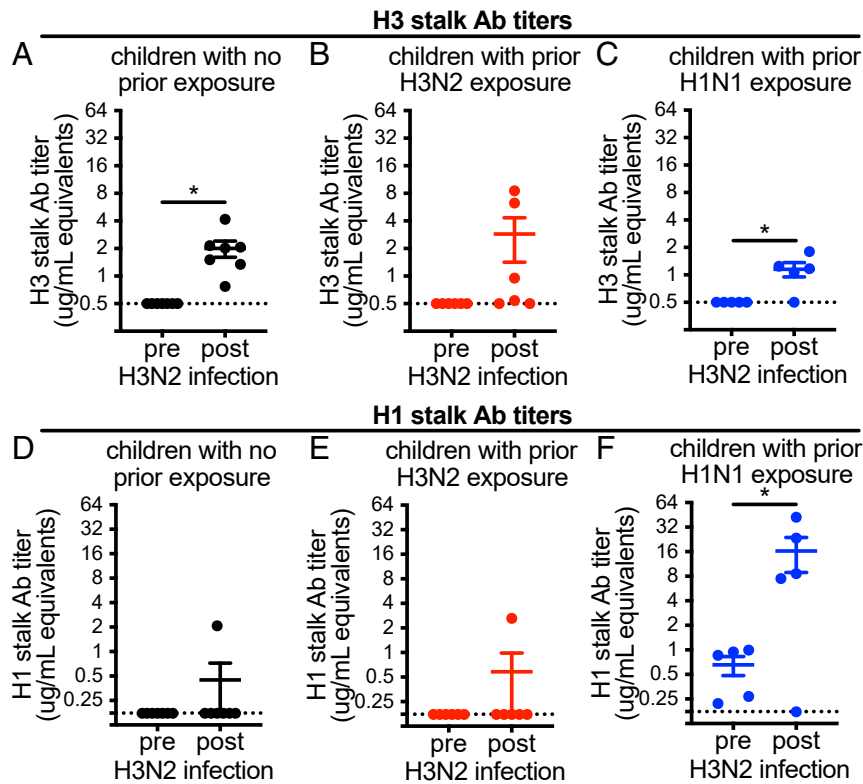 H3 stalk Ab titers
A
children with no
prior exposure
H3 stalk Ab titer
(ug/mL equivalents)
64
32
16
8
4
2
1
0.5
*
pre post
H3N2 infection
B
children with prior
H3N2 exposure
H3 stalk Ab titer
(ug/mL equivalents)
64
32
16
8
4
2
1
0.5
pre post
H3N2 infection
C
children with prior
H1N1 exposure
H3 stalk Ab titer
(ug/mL equivalents)
64
32
16
8
4
2
1
0.5
*
pre post
H3N2 infection
H1 stalk Ab titers
D
children with no
prior exposure
H1 stalk Ab titer
(ug/mL equivalents)
64
32
16
8
4
2
1
0.5
0.25
pre post
H3N2 infection
E
children with prior
H3N2 exposure
H1 stalk Ab titer
(ug/mL equivalents)
64
32
16
8
4
2
1
0.5
0.25
pre post
H3N2 infection
F
children with prior
H1N1 exposure
H1 stalk Ab titer
(ug/mL equivalents)
64
32
16
8
4
2
1
0.5
0.25
*
pre post
H3N2 infection